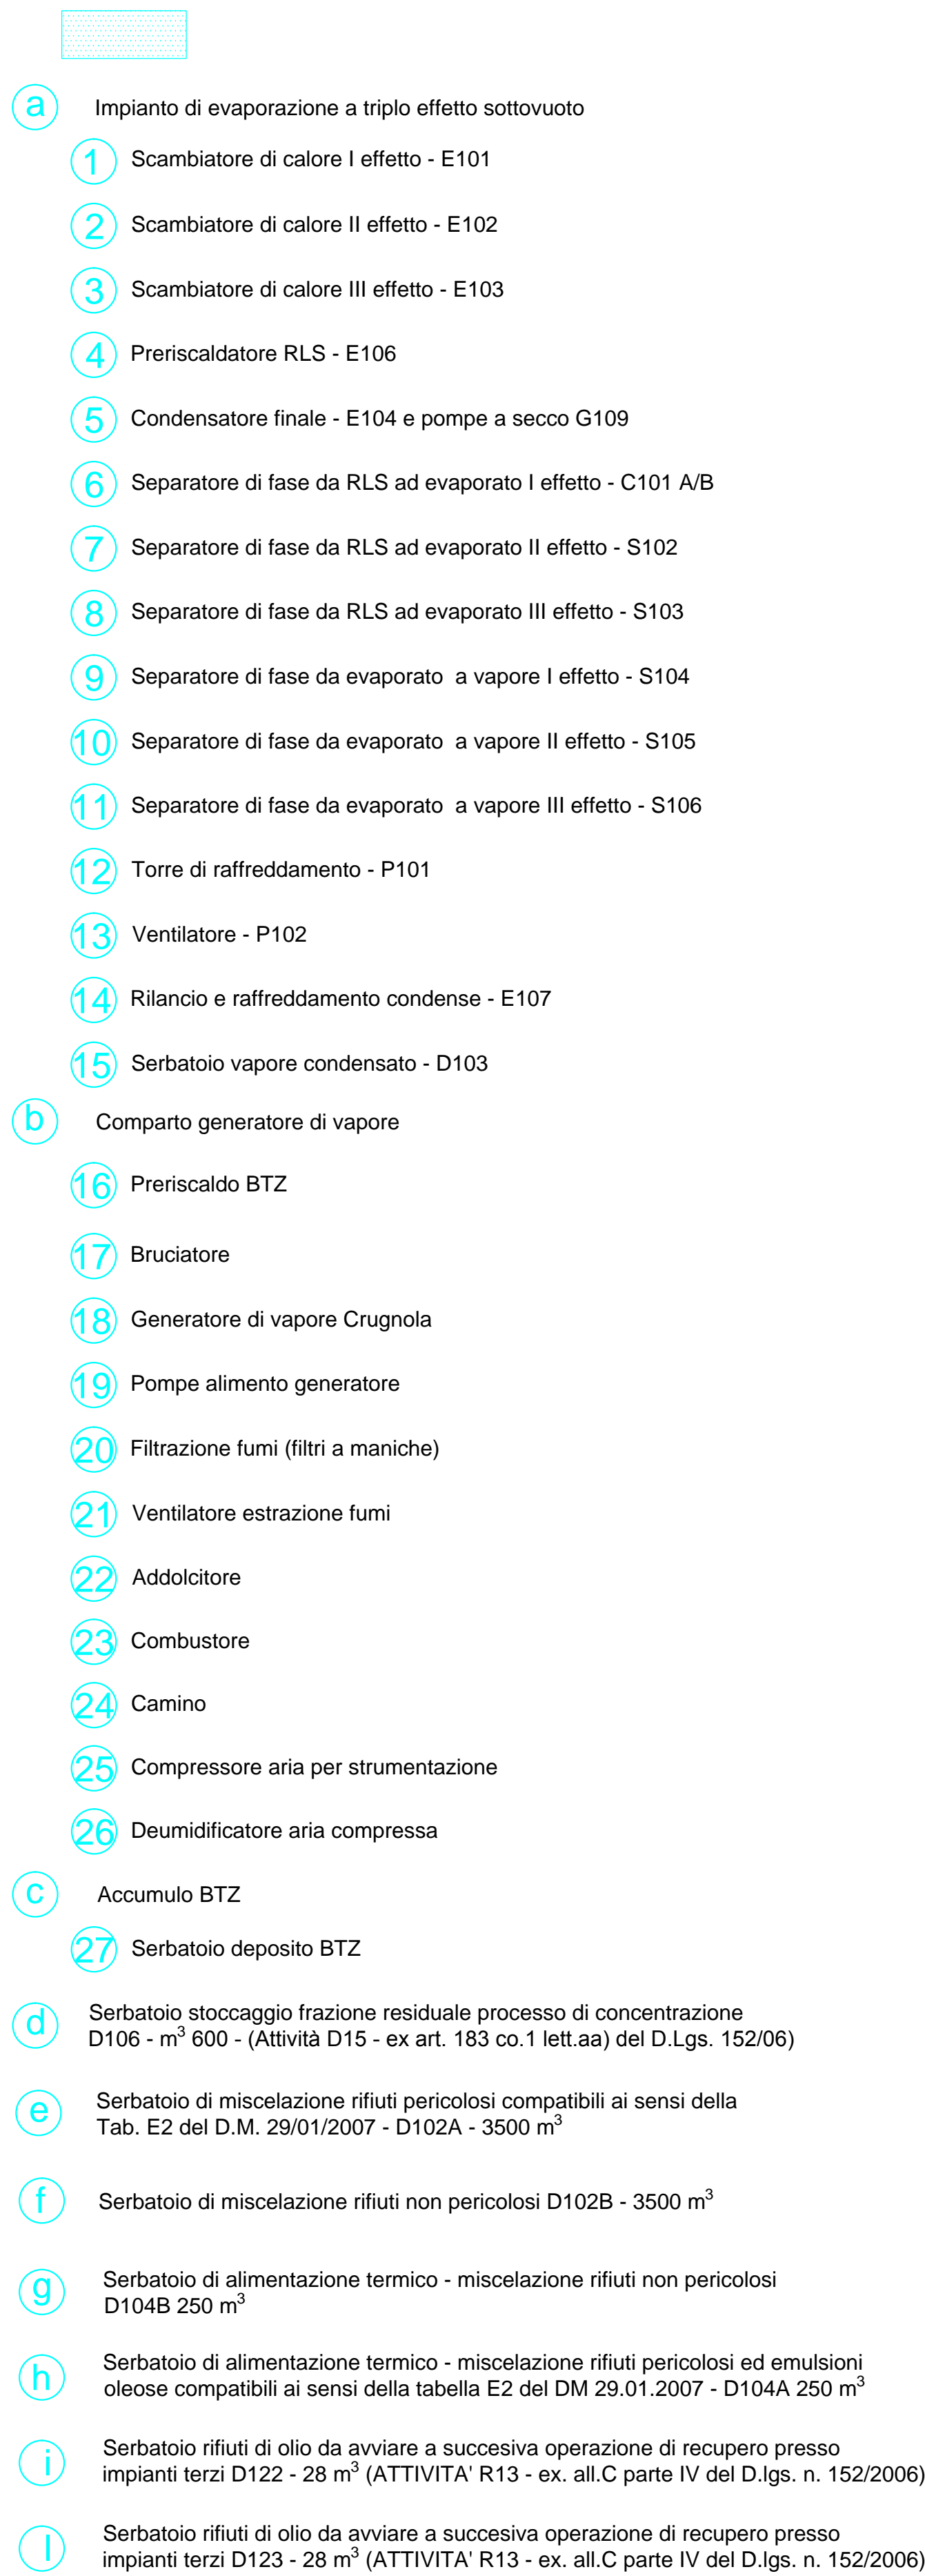 a Impianto di evaporazione a triplo effetto sottovuoto
1 Scambiatore di calore I effetto - E101
2 Scambiatore di calore II effetto - E102
3 Scambiatore di calore III effetto - E103
4 Preriscaldatore RLS - E106
5 Condensatore finale - E104 e pompe a secco G109
6 Separatore di fase da RLS ad evaporato I effetto - C101 A/B
7 Separatore di fase da RLS ad evaporato II effetto - S102
8 Separatore di fase da RLS ad evaporato III effetto - S103
9 Separatore di fase da evaporato  a vapore I effetto - S104
10 Separatore di fase da evaporato  a vapore II effetto - S105
11 Separatore di fase da evaporato  a vapore III effetto - S106
12 Torre di raffreddamento - P101
13 Ventilatore - P102
14 Rilancio e raffreddamento condense - E107
15 Serbatoio vapore condensato - D103
b Comparto generatore di vapore
16 Preriscaldo BTZ
17 Bruciatore
18 Generatore di vapore Crugnola
19 Pompe alimento generatore
20 Filtrazione fumi (filtri a maniche)
21 Ventilatore estrazione fumi
22 Addolcitore
23 Combustore
24 Camino
25 Compressore aria per strumentazione
26 Deumidificatore aria compressa
c Accumulo BTZ
27 Serbatoio deposito BTZ
d Serbatoio stoccaggio frazione residuale processo di concentrazione
D106 - m³ 600 - (Attività D15 - ex art. 183 co.1 lett.aa) del D.Lgs. 152/06)
e Serbatoio di miscelazione rifiuti pericolosi compatibili ai sensi della
Tab. E2 del D.M. 29/01/2007 - D102A - 3500 m³
f Serbatoio di miscelazione rifiuti non pericolosi D102B - 3500 m³
g Serbatoio di alimentazione termico - miscelazione rifiuti non pericolosi
D104B 250 m³
h Serbatoio di alimentazione termico - miscelazione rifiuti pericolosi ed emulsioni
oleose compatibili ai sensi della tabella E2 del DM 29.01.2007 - D104A 250 m³
i Serbatoio rifiuti di olio da avviare a succesiva operazione di recupero presso
impianti terzi D122 - 28 m³ (ATTIVITA' R13 - ex. all.C parte IV del D.lgs. n. 152/2006)
l Serbatoio rifiuti di olio da avviare a succesiva operazione di recupero presso
impianti terzi D123 - 28 m³ (ATTIVITA' R13 - ex. all.C parte IV del D.lgs. n. 152/2006)